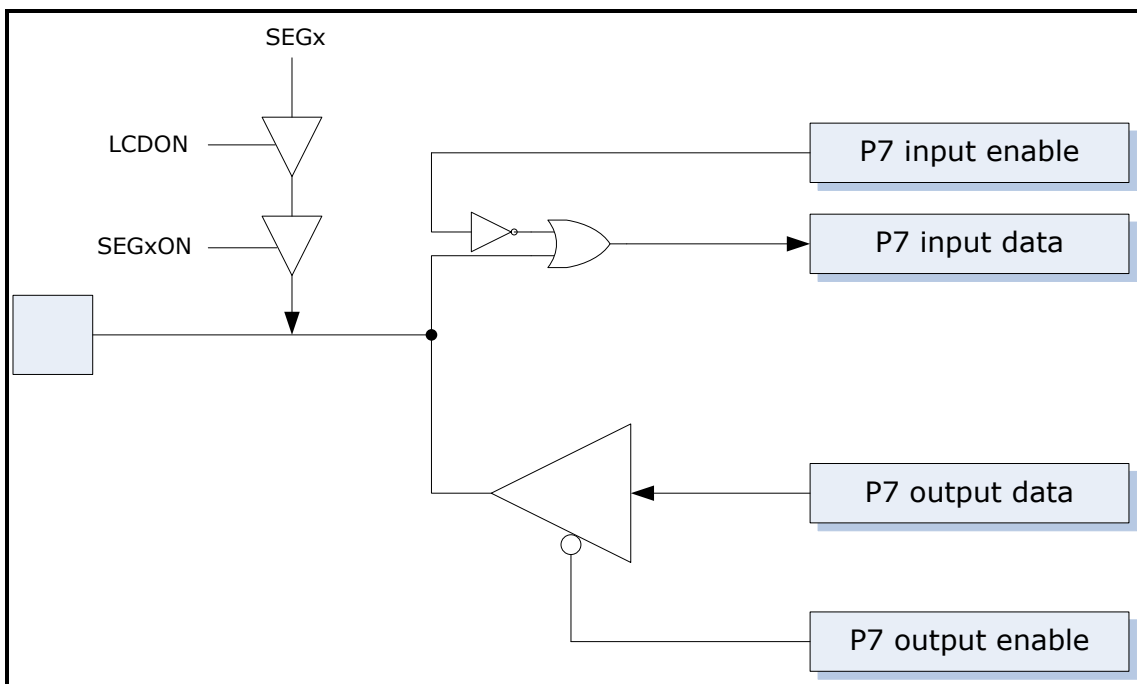 SEGx
LCDON
SEGxON
P7 input enable
P7 input data
P7 output data
P7 output enable